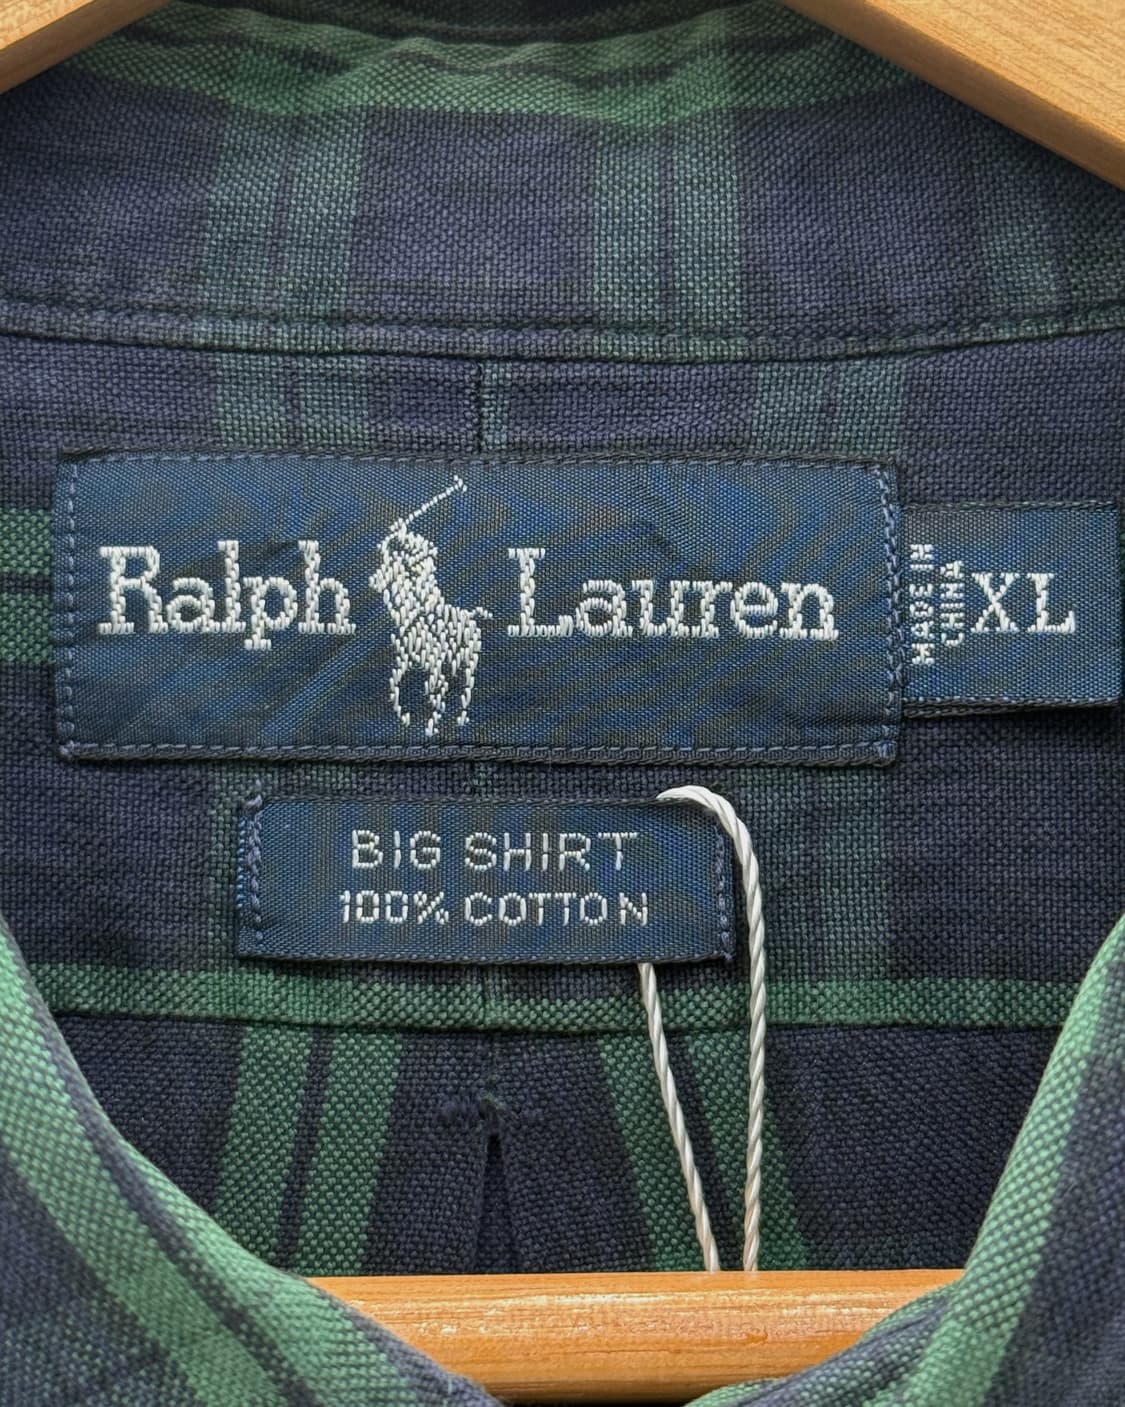 Ralph Lauren
MADE IN
CHINA
XL
BIG SHIRT
100% COTTON